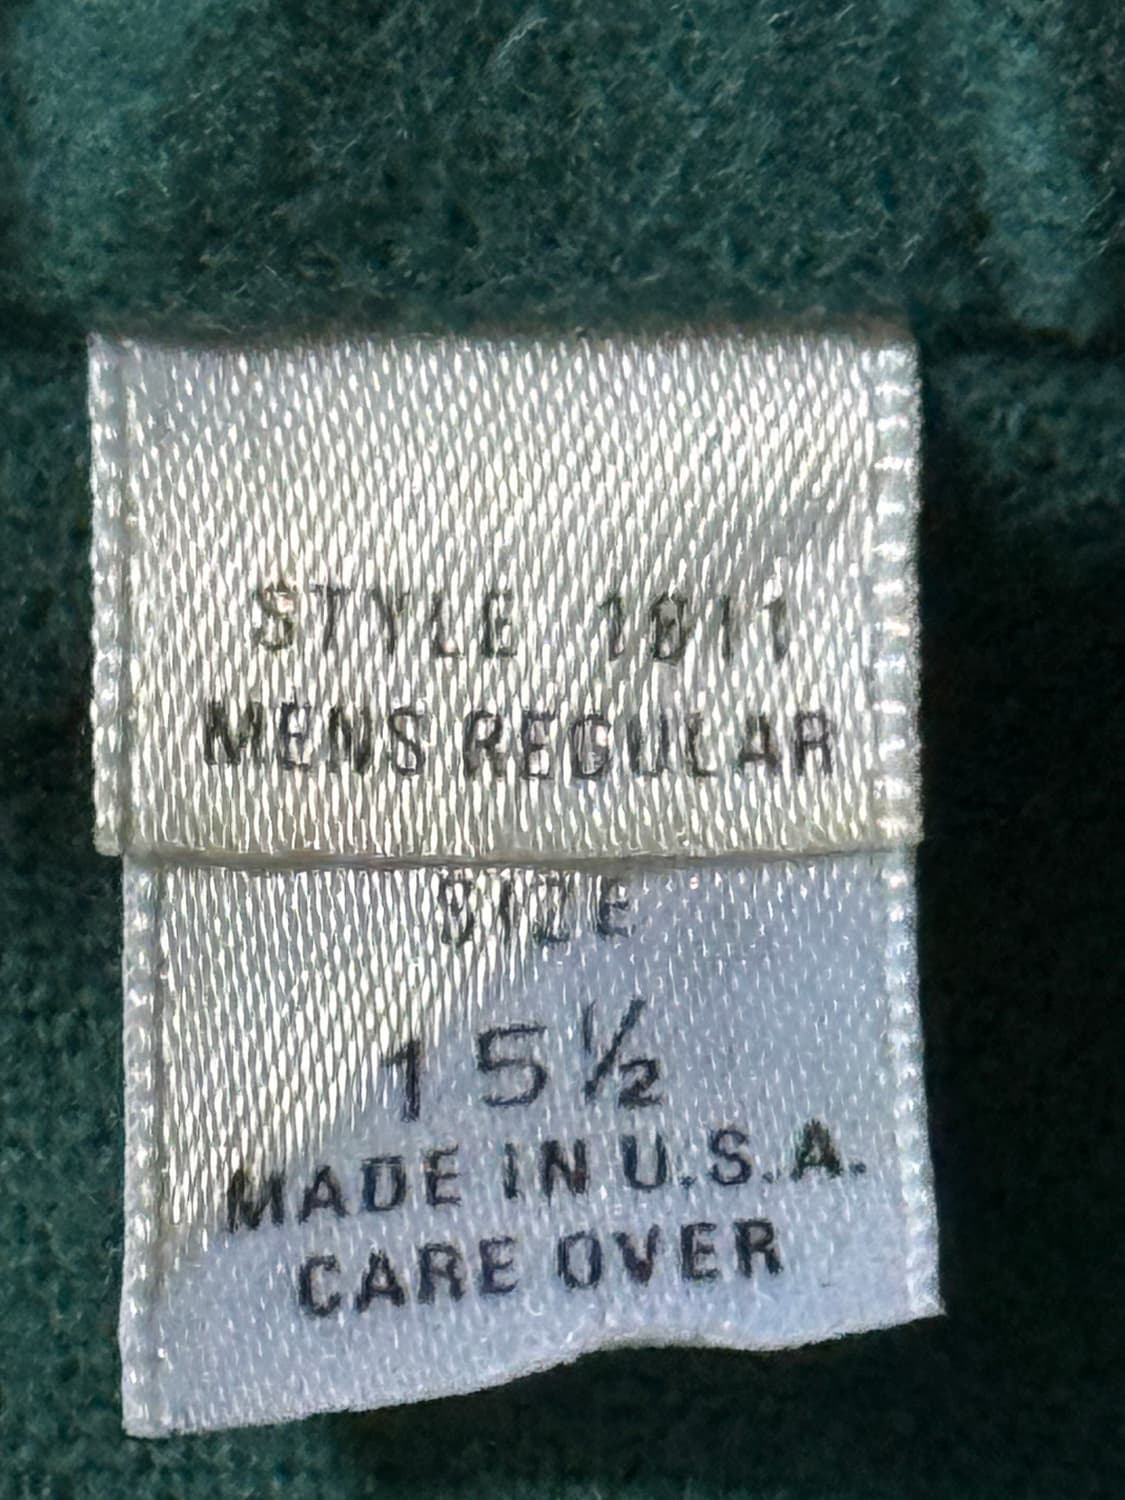 STYLE 1011
MENS REGULAR
SIZE
15½
MADE IN U.S.A.
CARE OVER